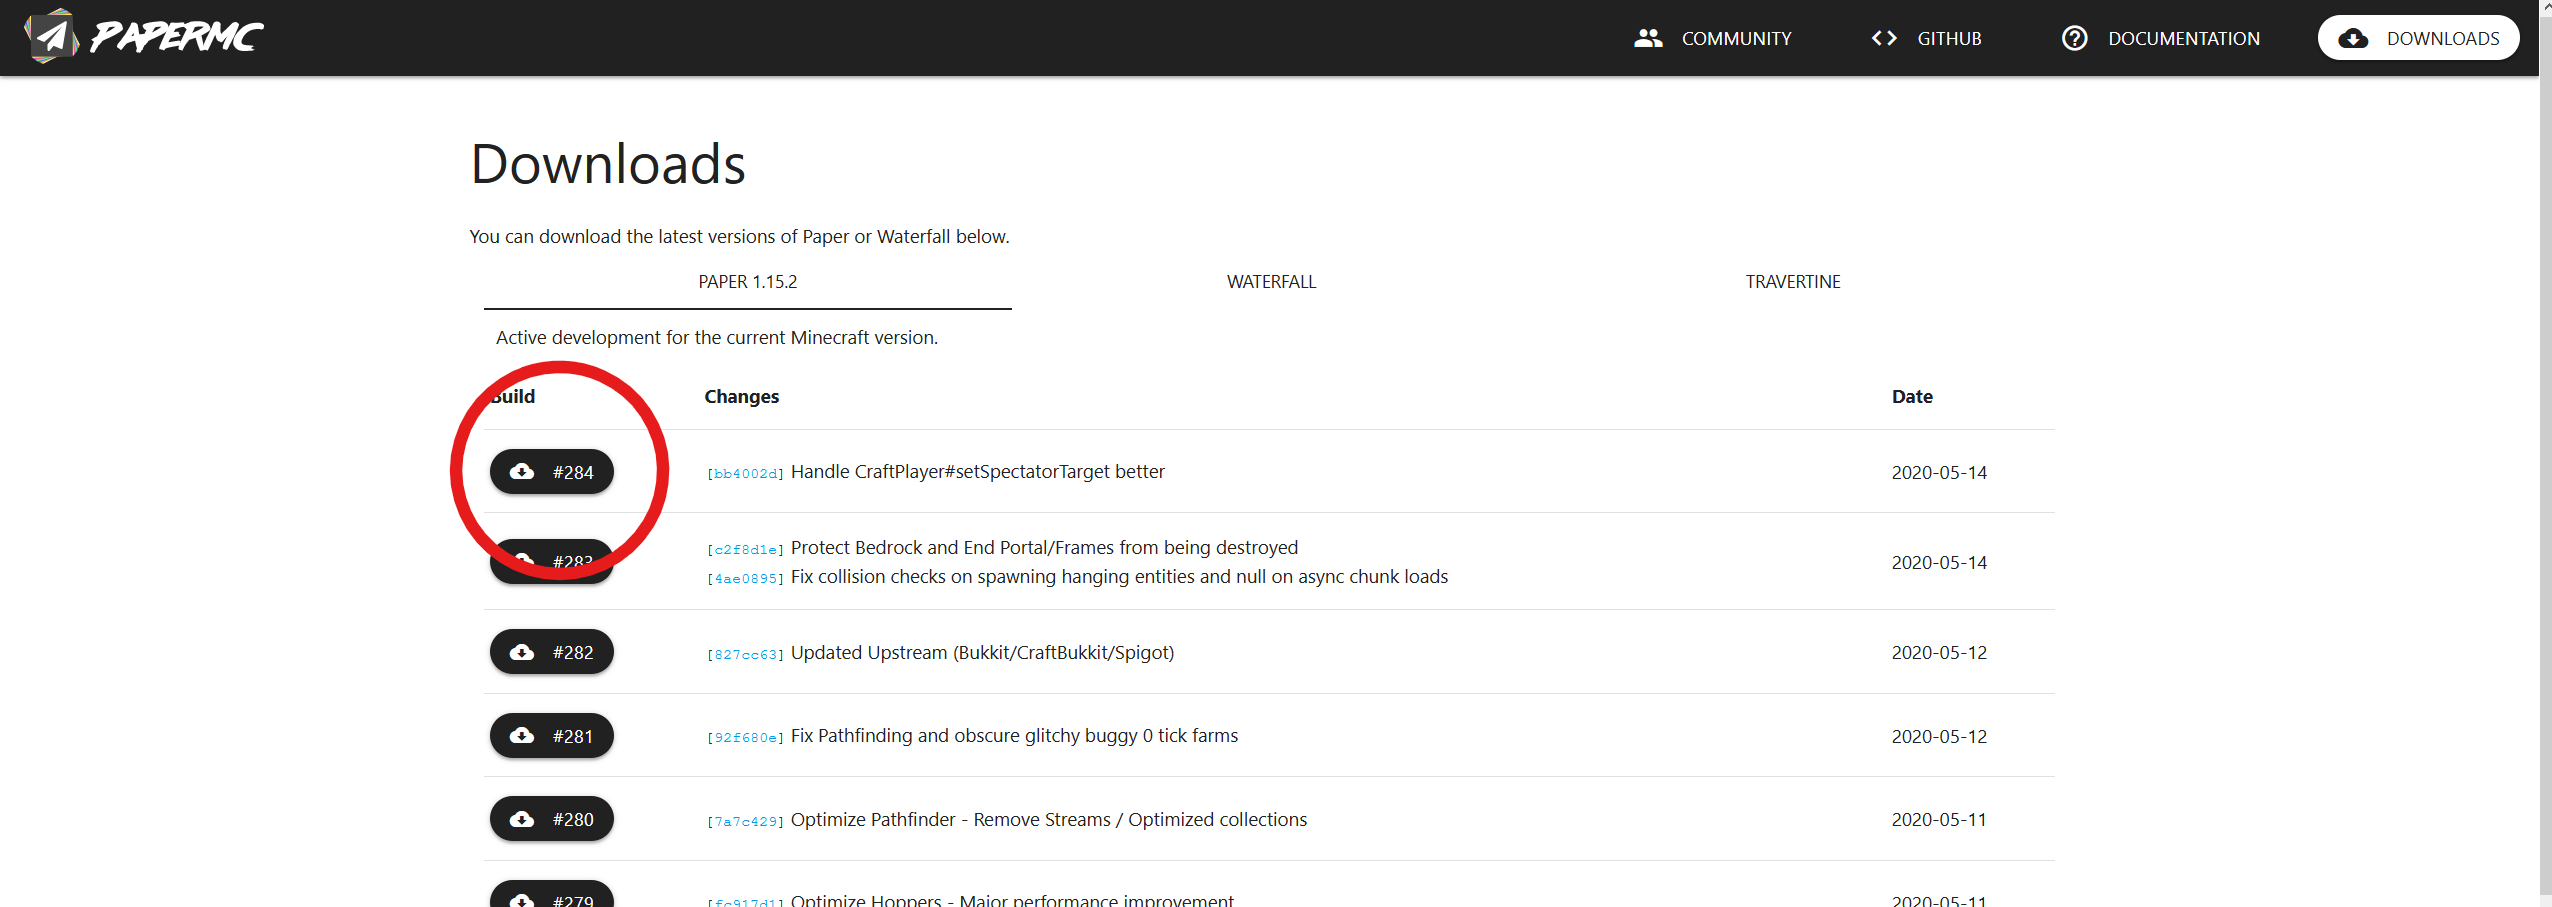 PAPERMC
COMMUNITY
GITHUB
DOCUMENTATION
DOWNLOADS
Downloads
You can download the latest versions of Paper or Waterfall below.
PAPER 1.15.2 WATERFALL TRAVERTINE
Active development for the current Minecraft version.
Build Changes Date
#284 [bb4002d] Handle CraftPlayer#setSpectatorTarget better 2020-05-14
#283 [c2f8d1e] Protect Bedrock and End Portal/Frames from being destroyed
[4ae0895] Fix collision checks on spawning hanging entities and null on async chunk loads 2020-05-14
#282 [827cc63] Updated Upstream (Bukkit/CraftBukkit/Spigot) 2020-05-12
#281 [92f680e] Fix Pathfinding and obscure glitchy buggy 0 tick farms 2020-05-12
#280 [7a7c429] Optimize Pathfinder - Remove Streams / Optimized collections 2020-05-11
#279 [fc917d1] Optimize Hoppers - Major performance improvement 2020-05-11